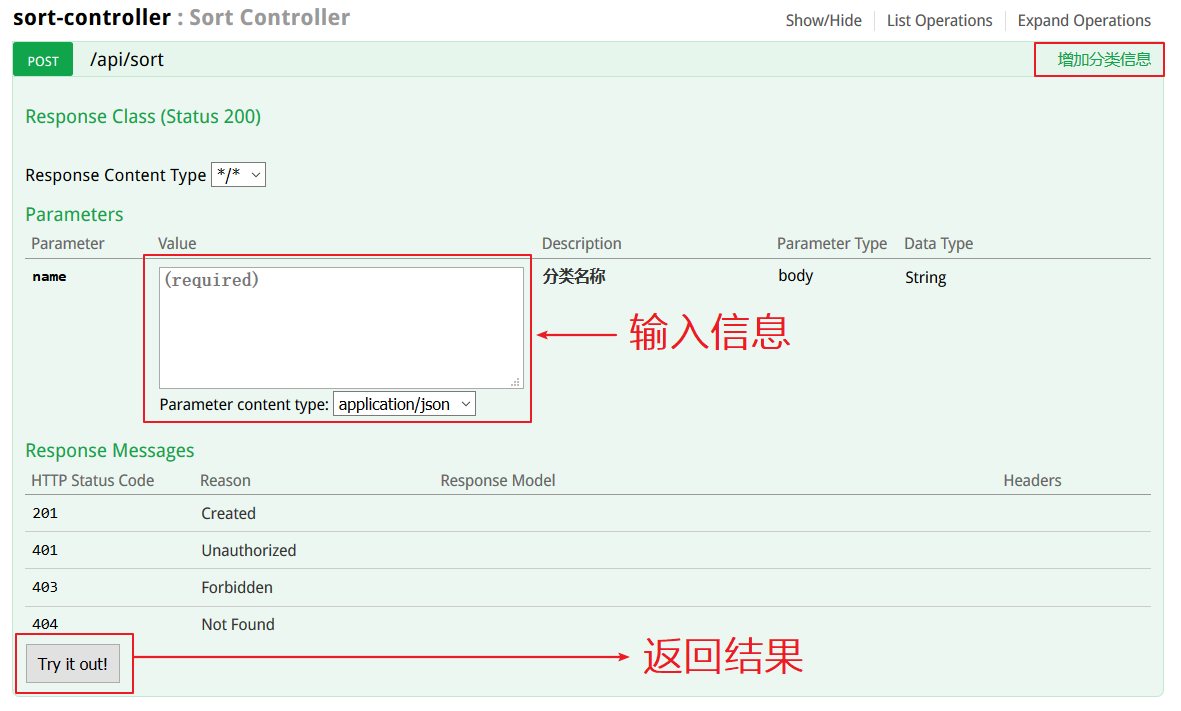 sort-controller : Sort Controller
Show/Hide List Operations Expand Operations
POST /api/sort 增加分类信息
Response Class (Status 200)
Response Content Type */*
Parameters
Parameter Value Description Parameter Type Data Type
name (required) 分类名称 body String
输入信息
Parameter content type: application/json
Response Messages
HTTP Status Code Reason Response Model Headers
201 Created
401 Unauthorized
403 Forbidden
404 Not Found
Try it out! 返回结果